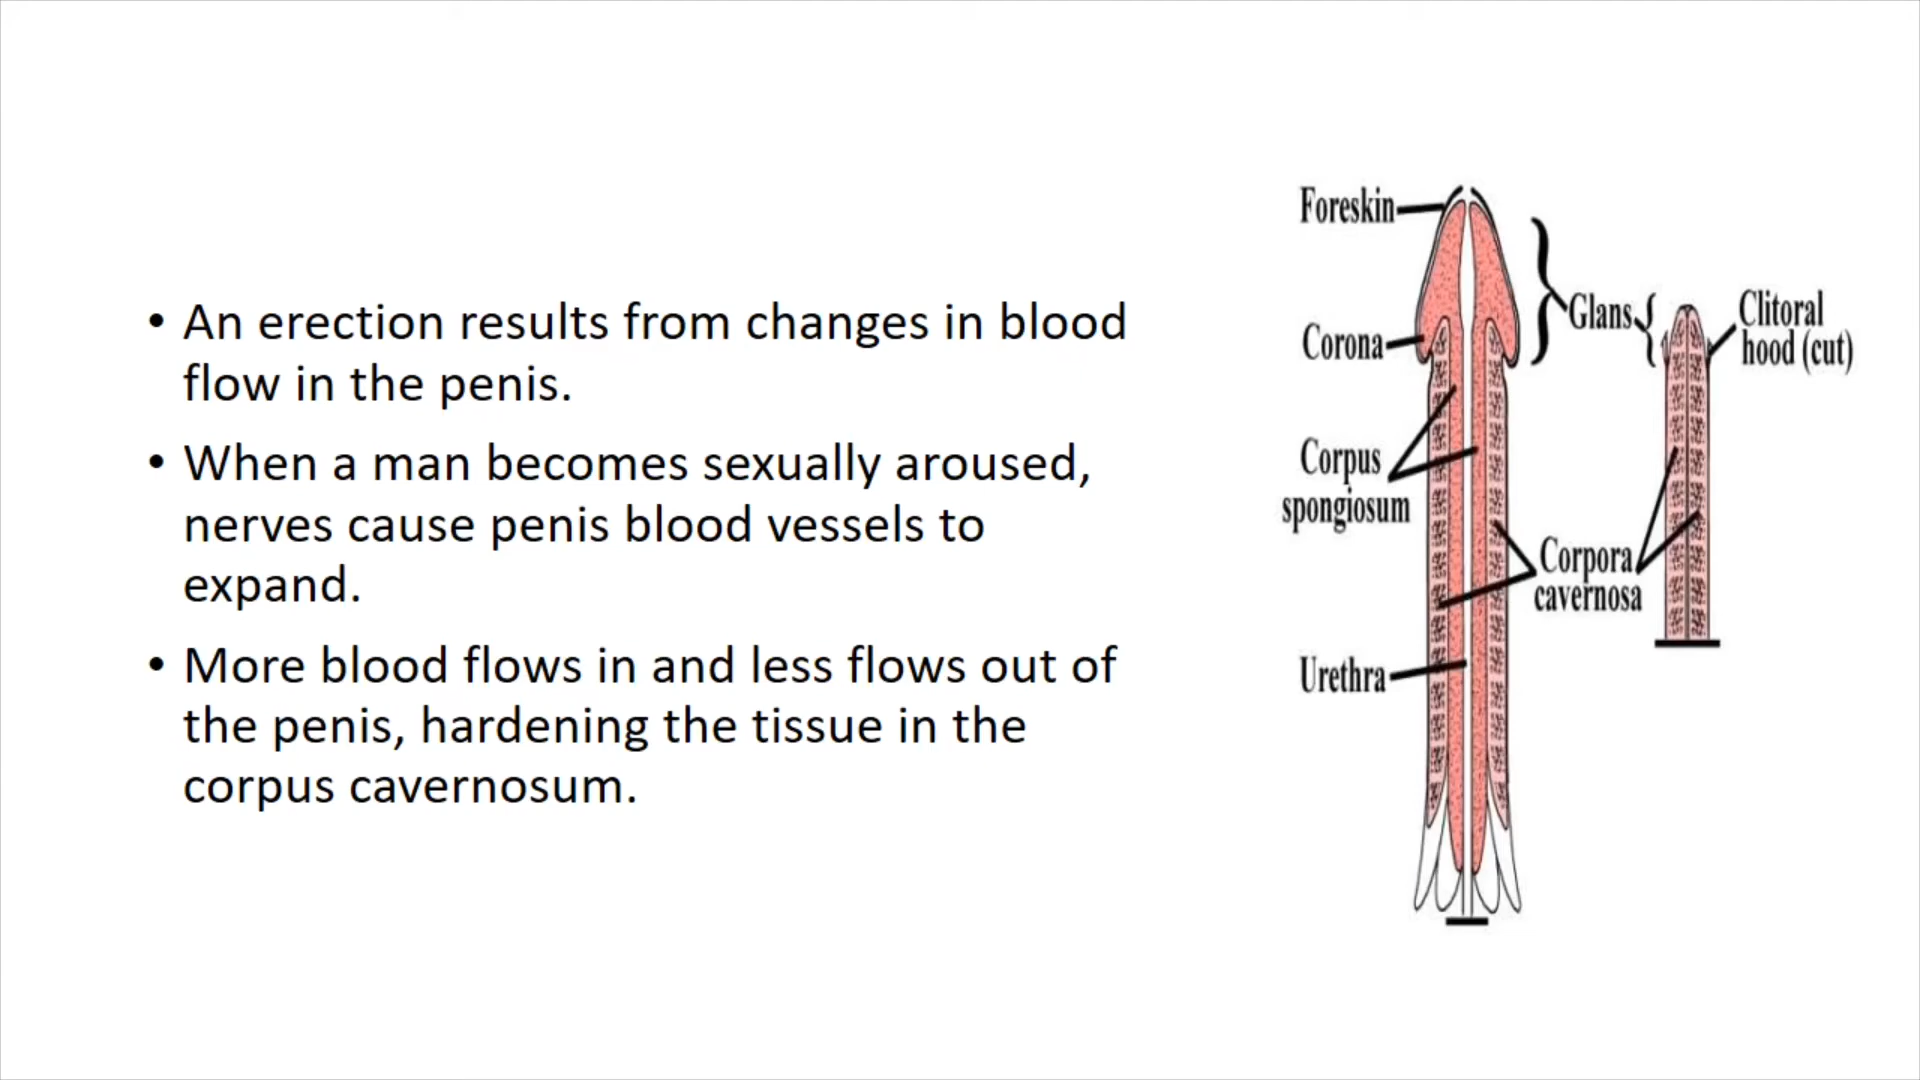 • An erection results from changes in blood
flow in the penis.
• When a man becomes sexually aroused,
nerves cause penis blood vessels to
expand.
• More blood flows in and less flows out of
the penis, hardening the tissue in the
corpus cavernosum.
Foreskin
Corona
Corpus
spongiosum
Urethra
Glans
Corpora
cavernosa
Clitoral
hood (cut)